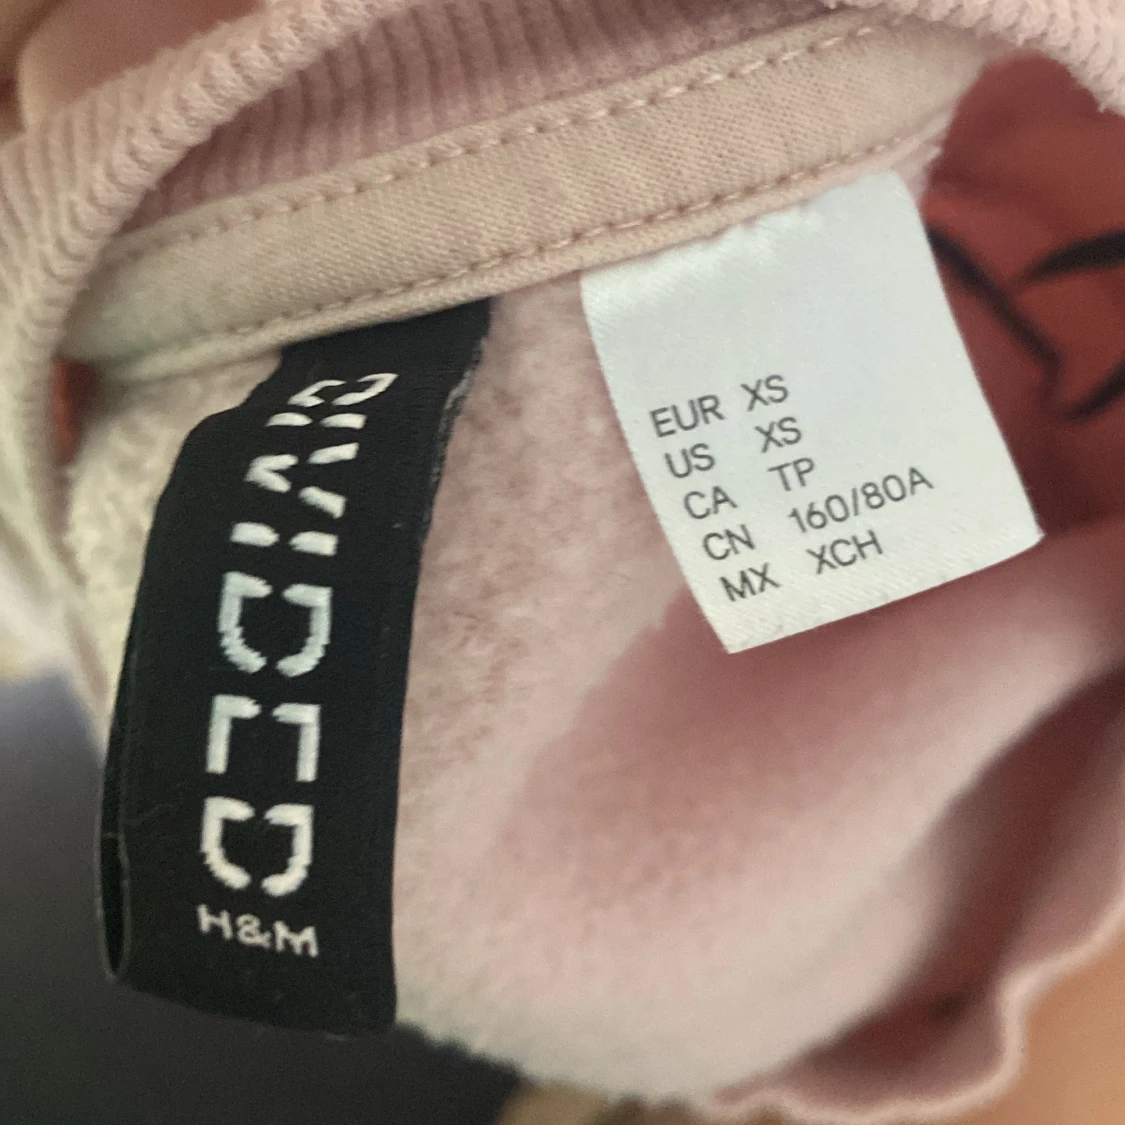 DIVIDED
H&M
EUR XS
US XS
CA TP
CN 160/80A
MX XCH